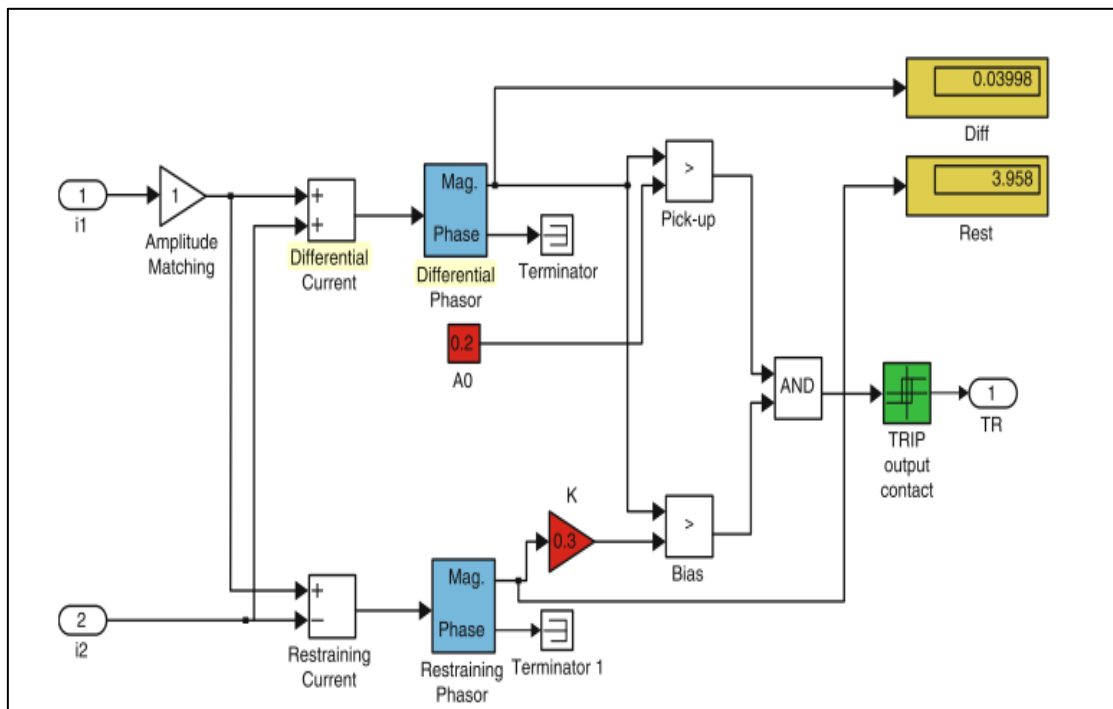 0.03998
Diff
3.958
Rest
1
i1
1
Amplitude
Matching
+
+
Differential
Current
Mag.
Phase
Differential
Phasor
Terminator
>
Pick-up
0.2
A0
AND
TRIP
output
contact
1
TR
K
0.3
>
Bias
2
i2
+
−
Restraining
Current
Mag.
Phase
Restraining
Phasor
Terminator 1